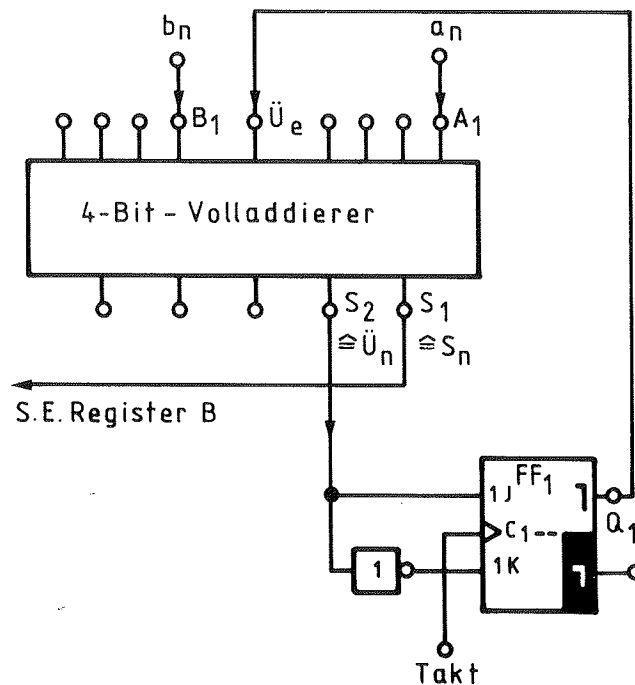 bₙ aₙ
B₁ Üₑ A₁
4-Bit-Volladdierer
S₂ S₁
≙Üₙ ≙Sₙ
S.E. Register B
FF₁
1J
Q₁
C₁
1 1K
Takt